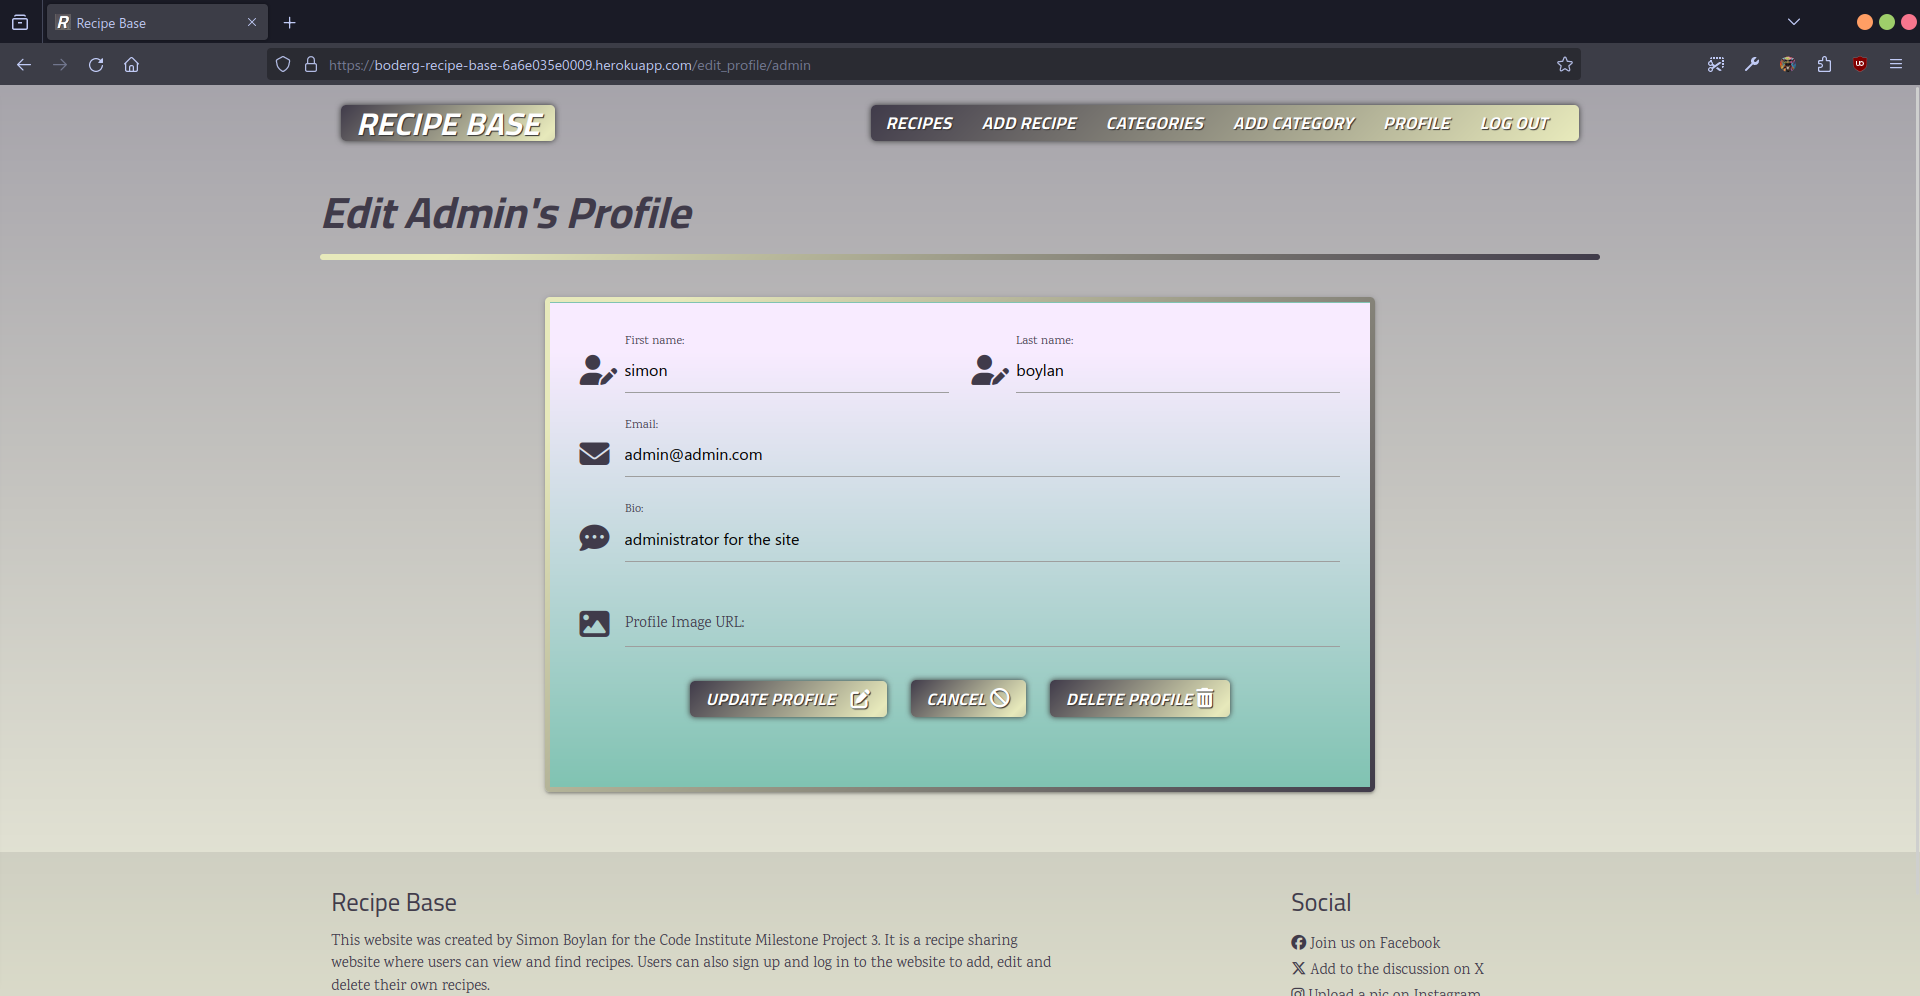 Recipe Base
https://boderg-recipe-base-6a6e035e0009.herokuapp.com/edit_profile/admin
RECIPE BASE
RECIPES ADD RECIPE CATEGORIES ADD CATEGORY PROFILE LOG OUT
Edit Admin's Profile
First name: Last name:
simon boylan
Email:
admin@admin.com
Bio:
administrator for the site
Profile Image URL:
UPDATE PROFILE CANCEL DELETE PROFILE
Recipe Base
This website was created by Simon Boylan for the Code Institute Milestone Project 3. It is a recipe sharing
website where users can view and find recipes. Users can also sign up and log in to the website to add, edit and
delete their own recipes.
Social
Join us on Facebook
Add to the discussion on X
Upload a pic on Instagram